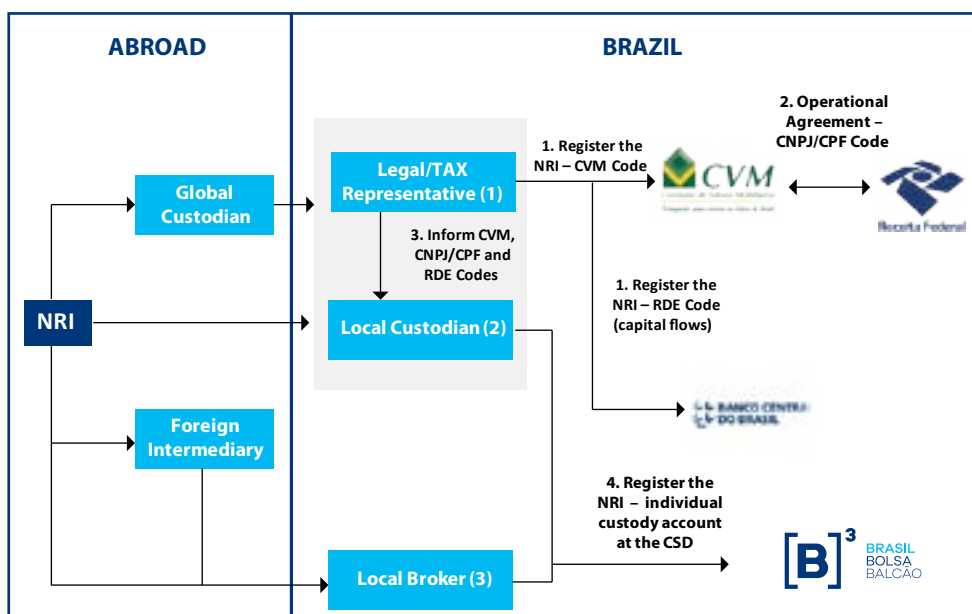 ABROAD
BRAZIL
Global
Custodian
NRI
Foreign
Intermediary
Legal/TAX
Representative (1)
3. Inform CVM,
CNPJ/CPF and
RDE Codes
Local Custodian (2)
Local Broker (3)
1. Register the
NRI – CVM Code
CVM
2. Operational
Agreement –
CNPJ/CPF Code
Receita Federal
1. Register the
NRI – RDE Code
(capital flows)
BANCO CENTRAL
DO BRASIL
4. Register the
NRI – individual
custody account
at the CSD
[B]³
BRASIL
BOLSA
BALCÃO